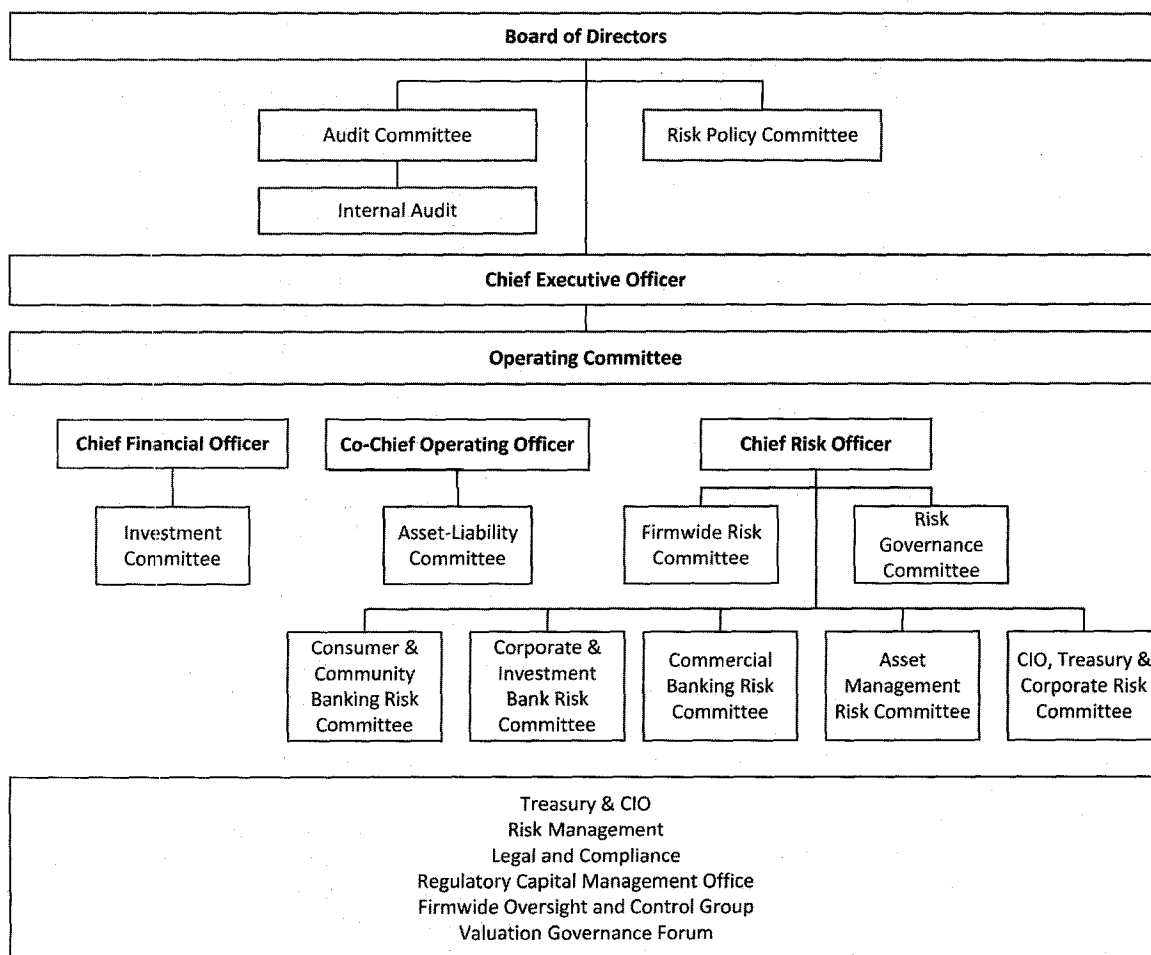 Board of Directors
Audit Committee
Risk Policy Committee
Internal Audit
Chief Executive Officer
Operating Committee
Chief Financial Officer
Co-Chief Operating Officer
Chief Risk Officer
Investment
Committee
Asset-Liability
Committee
Firmwide Risk
Committee
Risk
Governance
Committee
Consumer &
Community
Banking Risk
Committee
Corporate &
Investment
Bank Risk
Committee
Commercial
Banking Risk
Committee
Asset
Management
Risk Committee
CIO, Treasury &
Corporate Risk
Committee
Treasury & CIO
Risk Management
Legal and Compliance
Regulatory Capital Management Office
Firmwide Oversight and Control Group
Valuation Governance Forum